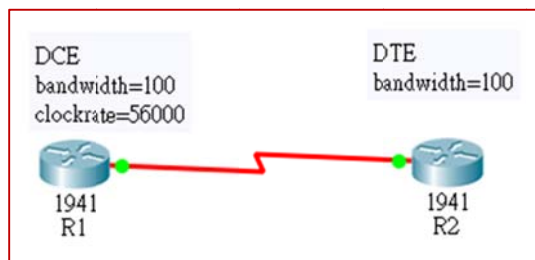 DCE
bandwidth=100
clockrate=56000
DTE
bandwidth=100
1941
R1
1941
R2